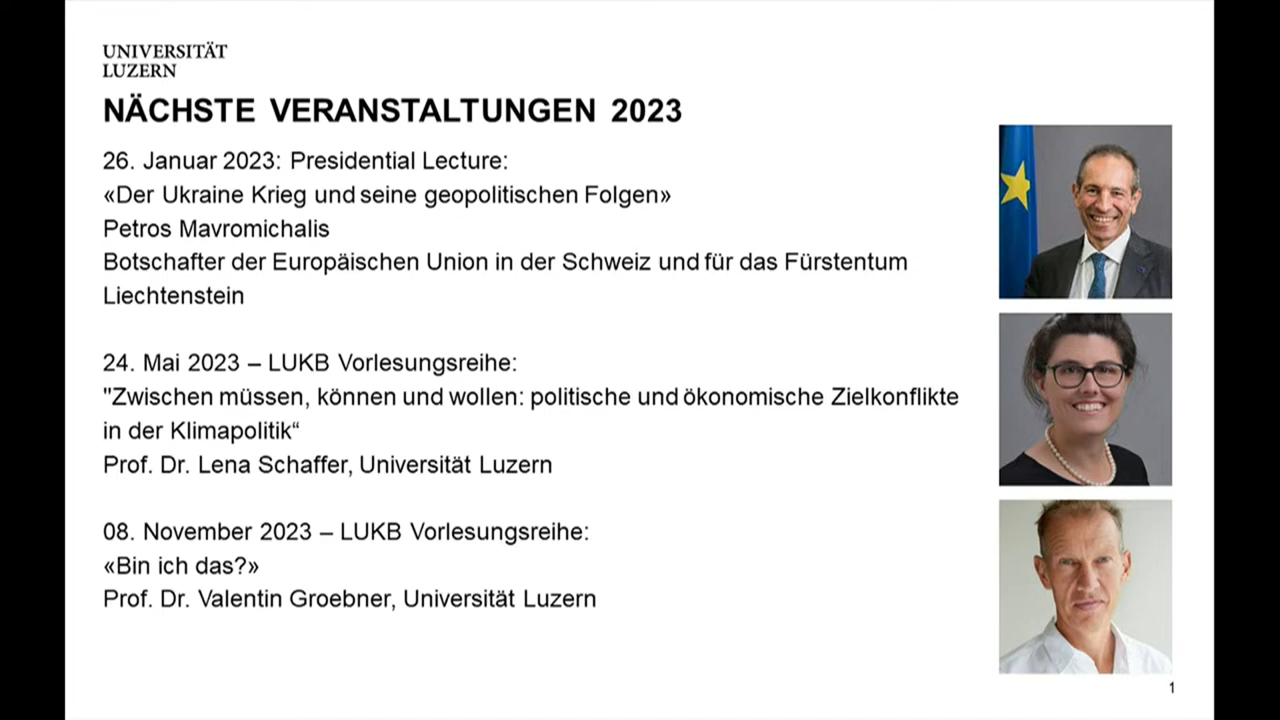 UNIVERSITÄT
LUZERN
NÄCHSTE VERANSTALTUNGEN 2023
26. Januar 2023: Presidential Lecture:
«Der Ukraine Krieg und seine geopolitischen Folgen»
Petros Mavromichalis
Botschafter der Europäischen Union in der Schweiz und für das Fürstentum
Liechtenstein
24. Mai 2023 – LUKB Vorlesungsreihe:
"Zwischen müssen, können und wollen: politische und ökonomische Zielkonflikte
in der Klimapolitik“
Prof. Dr. Lena Schaffer, Universität Luzern
08. November 2023 – LUKB Vorlesungsreihe:
«Bin ich das?»
Prof. Dr. Valentin Groebner, Universität Luzern
1